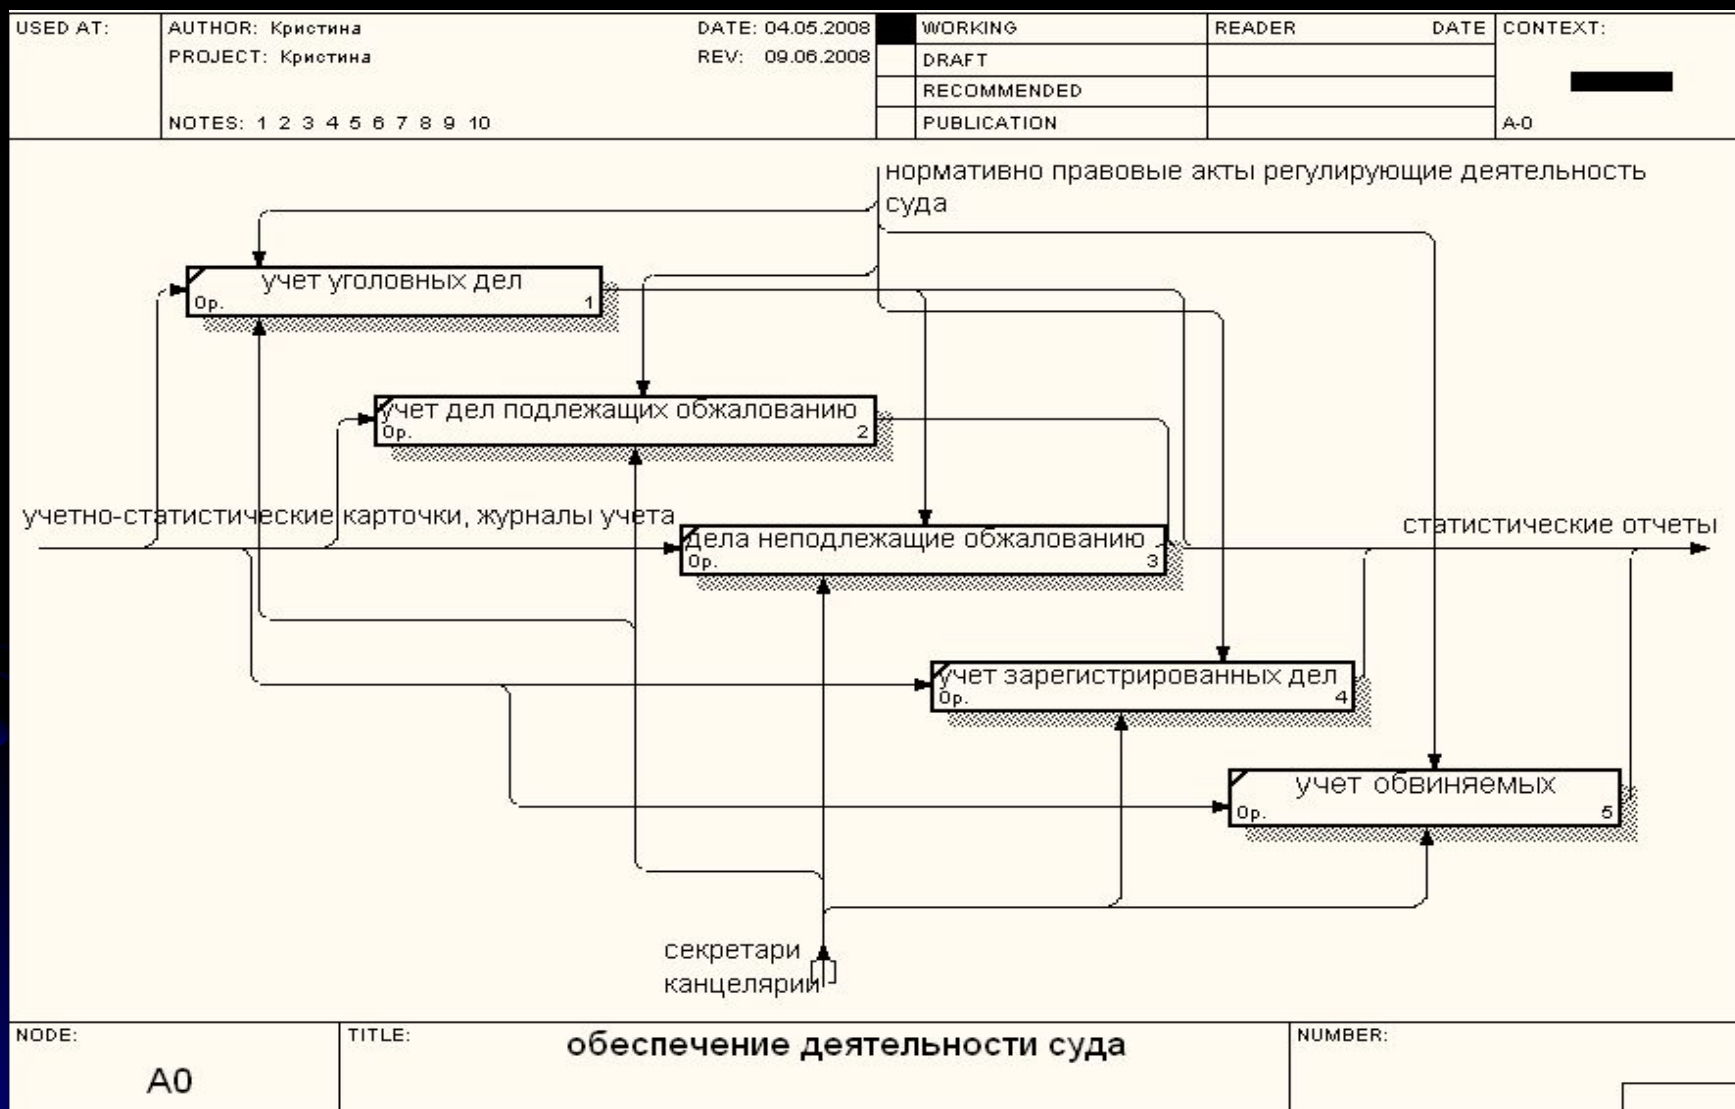 USED AT:
AUTHOR: Кристина
DATE: 04.05.2008
WORKING
READER
DATE
CONTEXT:
PROJECT: Кристина
REV: 09.06.2008
DRAFT
RECOMMENDED
NOTES: 1 2 3 4 5 6 7 8 9 10
PUBLICATION
A-0
нормативно правовые акты регулирующие деятельность
суда
учет уголовных дел
0р.
1
учет дел подлежащих обжалованию
0р.
2
учетно-статистические карточки, журналы учета
статистические отчеты
дела неподлежащие обжалованию
0р.
3
учет зарегистрированных дел
0р.
4
учет обвиняемых
0р.
5
секретари
канцелярии
NODE:
A0
TITLE:
обеспечение деятельности суда
NUMBER: